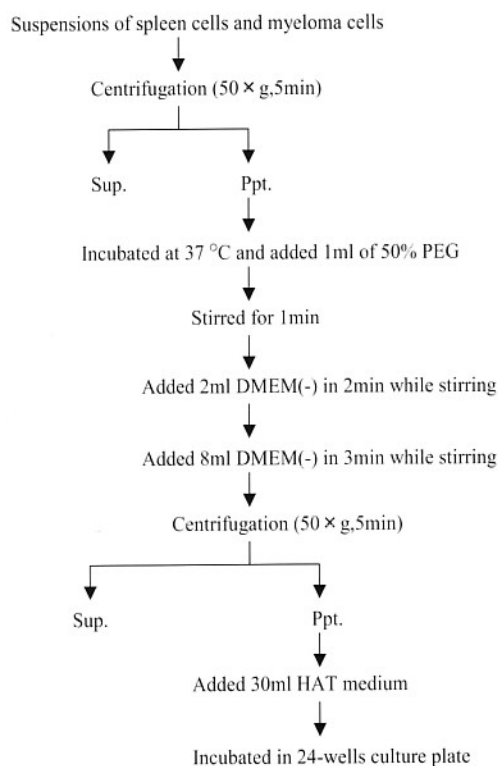 Suspensions of spleen cells and myeloma cells
Centrifugation (50 × g,5min)
Sup.
Ppt.
Incubated at 37 °C and added 1ml of 50% PEG
Stirred for 1min
Added 2ml DMEM(-) in 2min while stirring
Added 8ml DMEM(-) in 3min while stirring
Centrifugation (50 × g,5min)
Sup.
Ppt.
Added 30ml HAT medium
Incubated in 24-wells culture plate